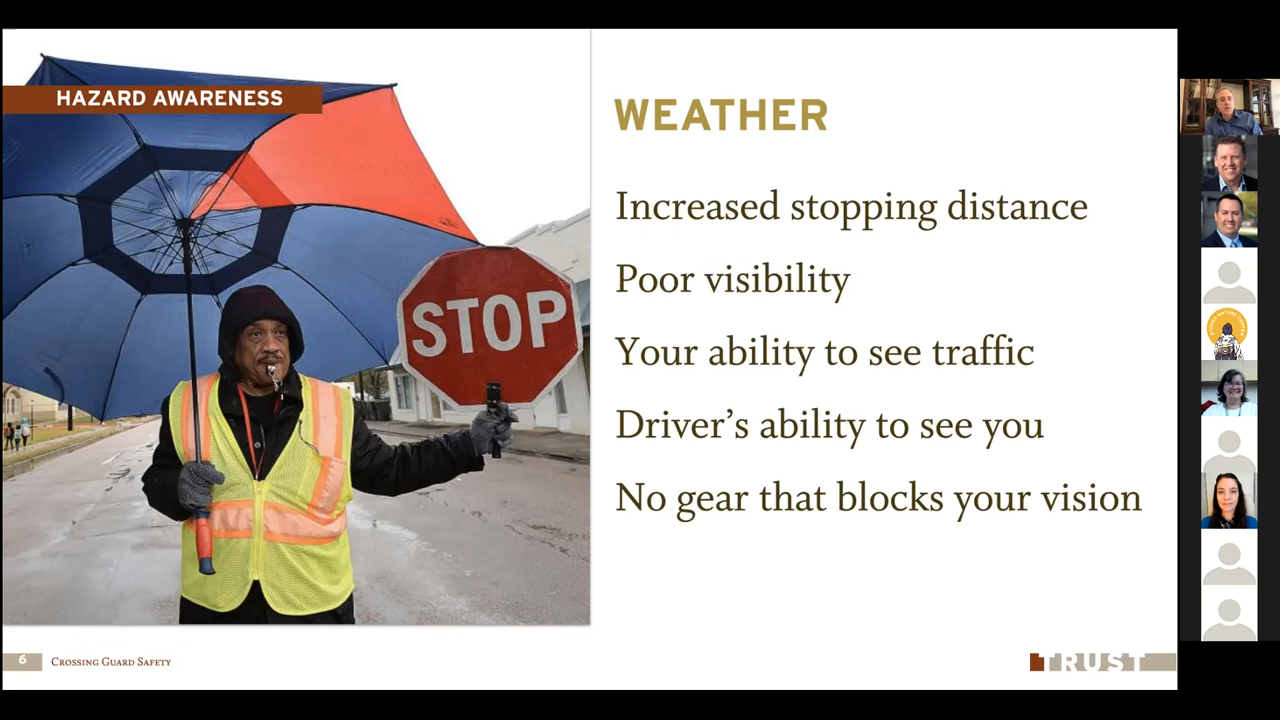 HAZARD AWARENESS
STOP
WEATHER
Increased stopping distance
Poor visibility
Your ability to see traffic
Driver’s ability to see you
No gear that blocks your vision
6
Crossing Guard Safety
TRUST